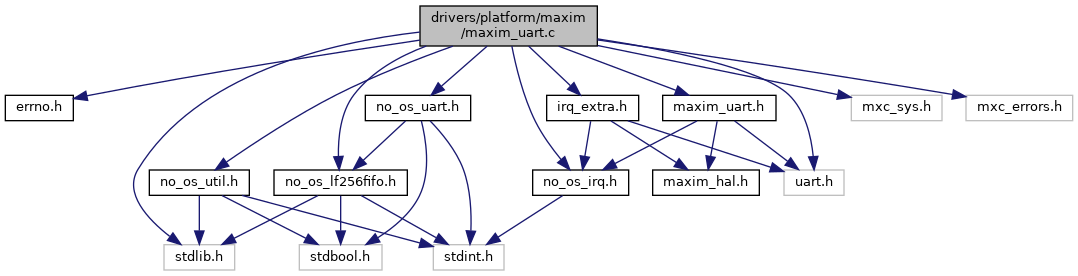 drivers/platform/maxim
/maxim_uart.c
errno.h
no_os_uart.h
irq_extra.h
maxim_uart.h
mxc_sys.h
mxc_errors.h
no_os_util.h
no_os_lf256fifo.h
no_os_irq.h
maxim_hal.h
uart.h
stdlib.h
stdbool.h
stdint.h